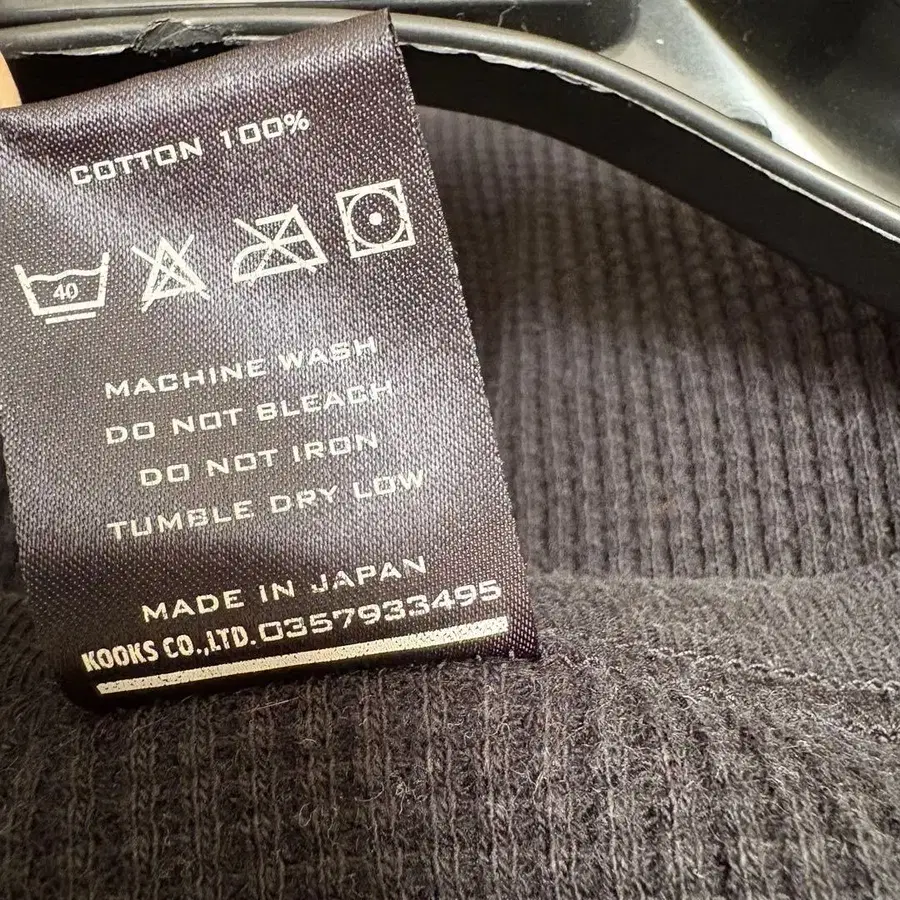 COTTON 100%
40
MACHINE WASH
DO NOT BLEACH
DO NOT IRON
TUMBLE DRY LOW
MADE IN JAPAN
KOOKS CO.,LTD.0357933495